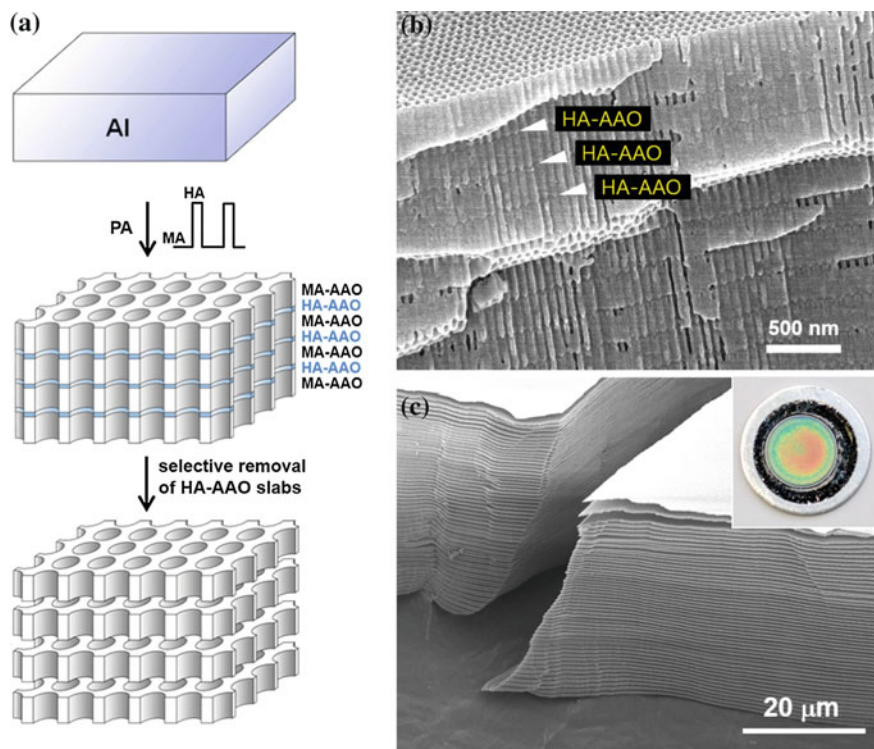 (a)
Al
PA
HA
MA
MA-AAO
HA-AAO
MA-AAO
HA-AAO
MA-AAO
HA-AAO
MA-AAO
selective removal
of HA-AAO slabs
(b)
HA-AAO
HA-AAO
HA-AAO
500 nm
(c)
20 μm